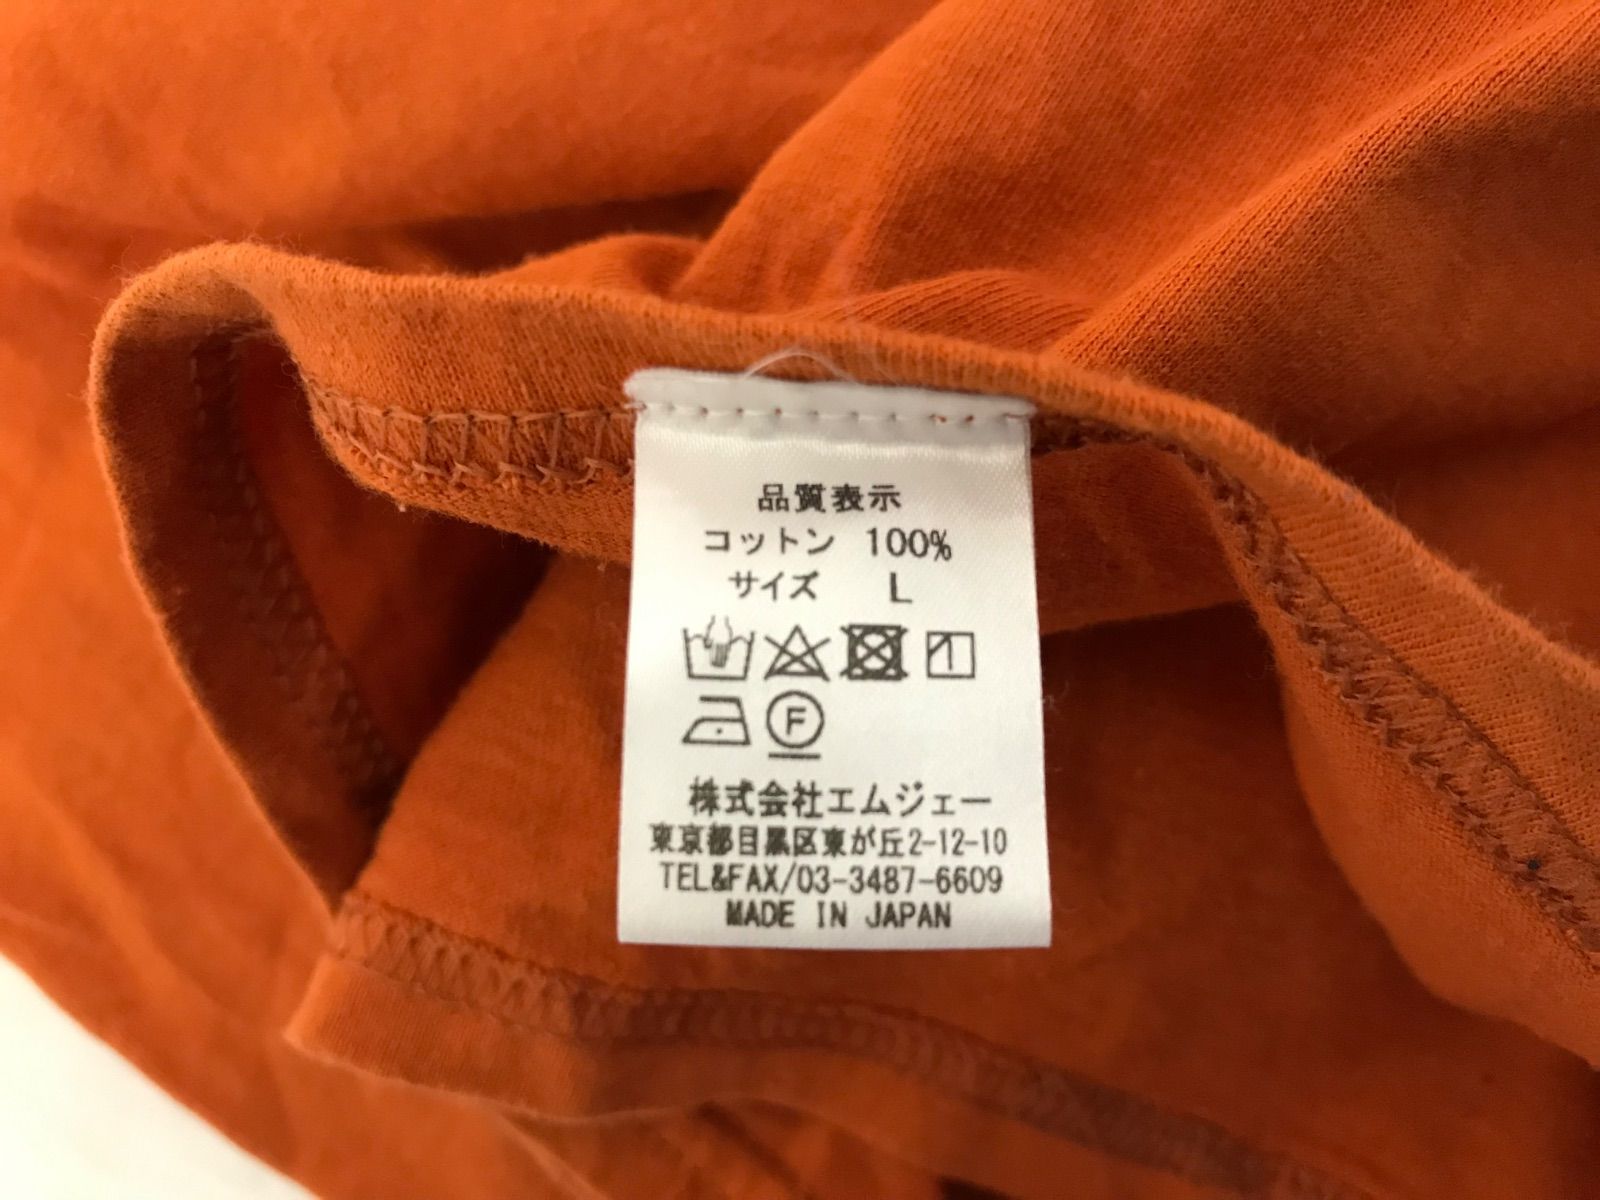 品質表示
コットン 100%
サイズ L
F
株式会社エムジェー
東京都目黒区東が丘2-12-10
TEL&FAX/03-3487-6609
MADE IN JAPAN